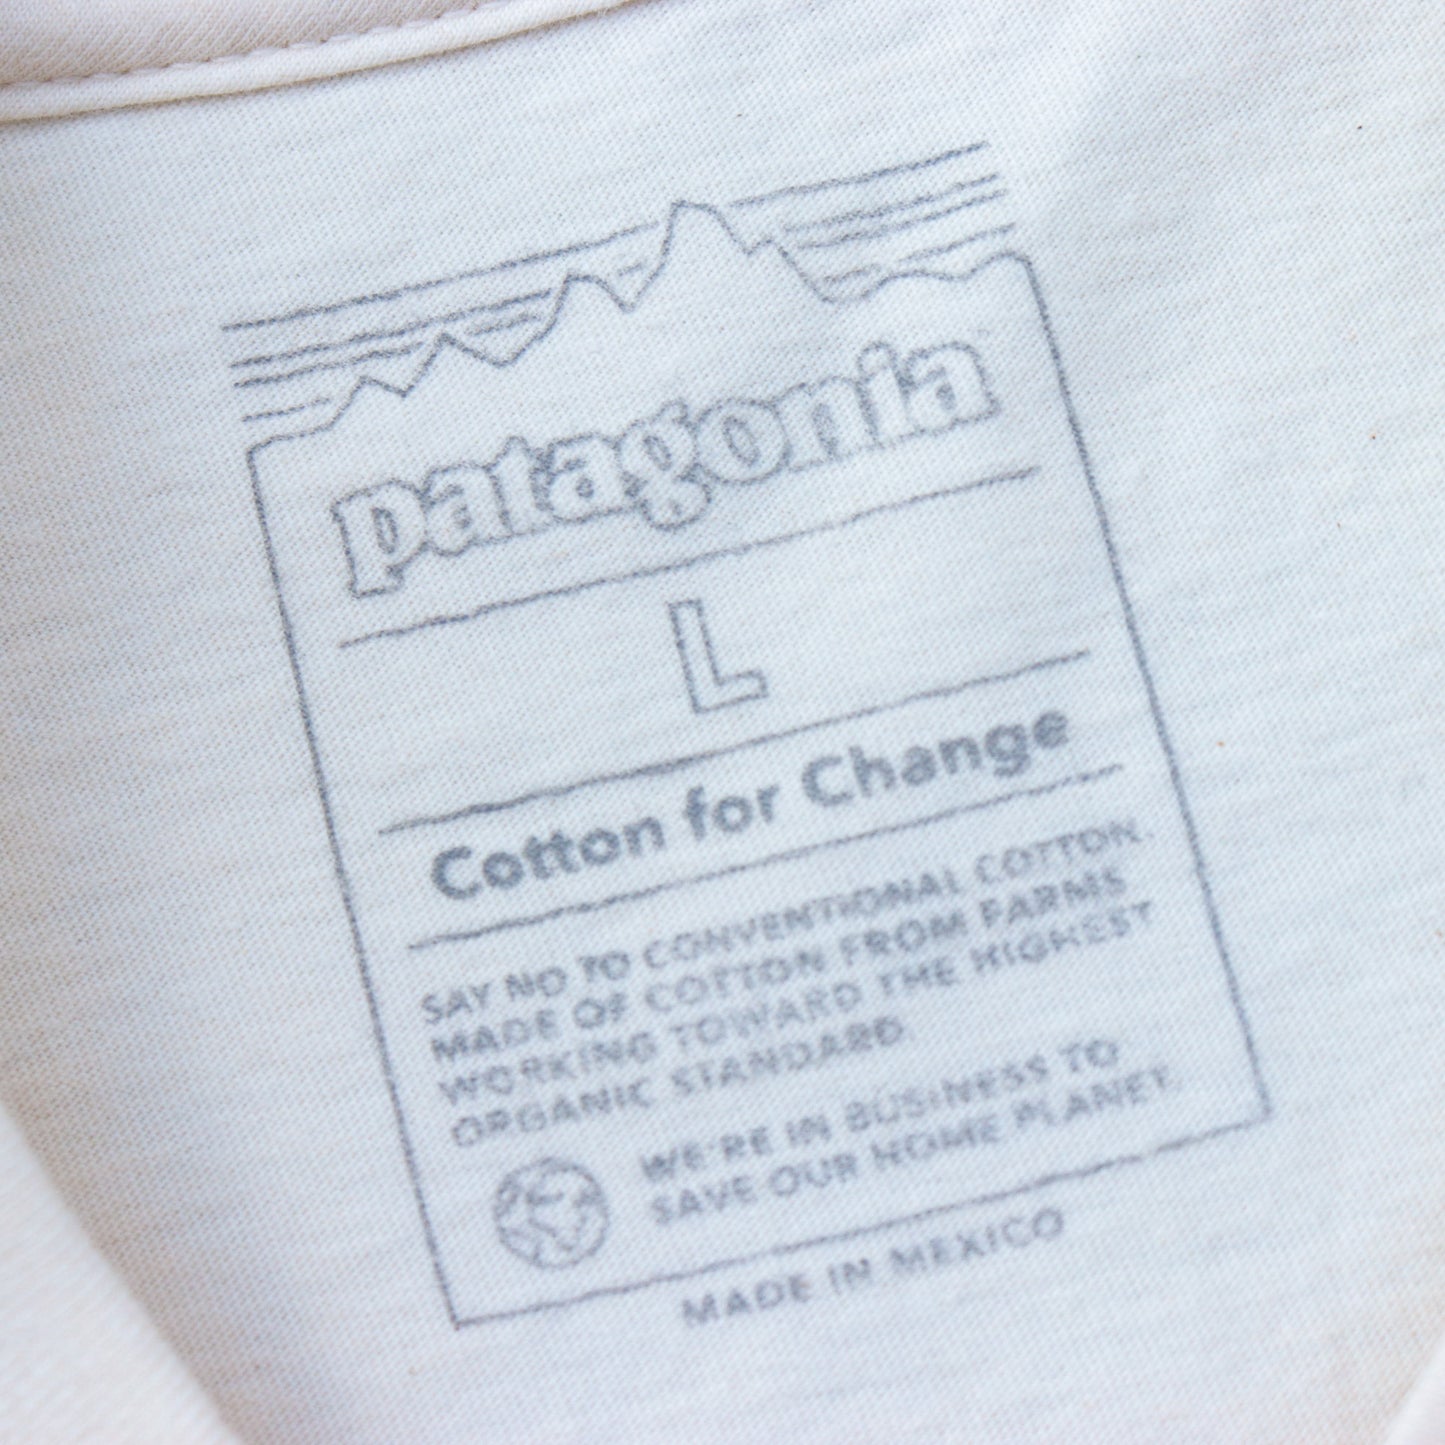 patagonia
L
Cotton for Change
SAY NO TO CONVENTIONAL COTTON.
MADE OF COTTON FROM FARMS
WORKING TOWARD THE HIGHEST
ORGANIC STANDARD.
WE'RE IN BUSINESS TO
SAVE OUR HOME PLANET.
MADE IN MEXICO